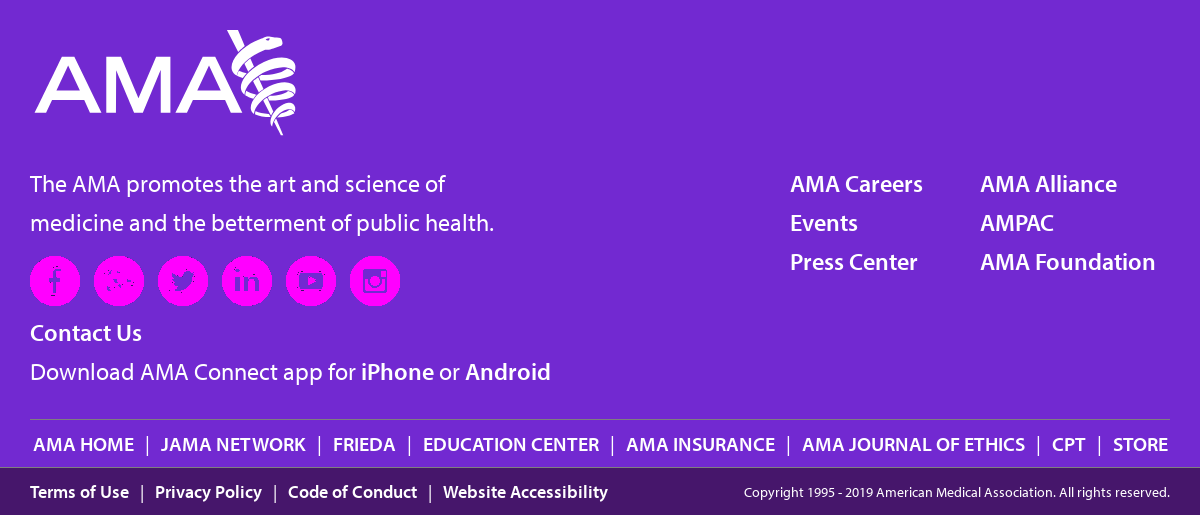 AMA
The AMA promotes the art and science of
medicine and the betterment of public health.
AMA Careers
Events
Press Center
AMA Alliance
AMPAC
AMA Foundation
Contact Us
Download AMA Connect app for iPhone or Android
AMA HOME | JAMA NETWORK | FRIEDA | EDUCATION CENTER | AMA INSURANCE | AMA JOURNAL OF ETHICS | CPT | STORE
Terms of Use | Privacy Policy | Code of Conduct | Website Accessibility
Copyright 1995 - 2019 American Medical Association. All rights reserved.